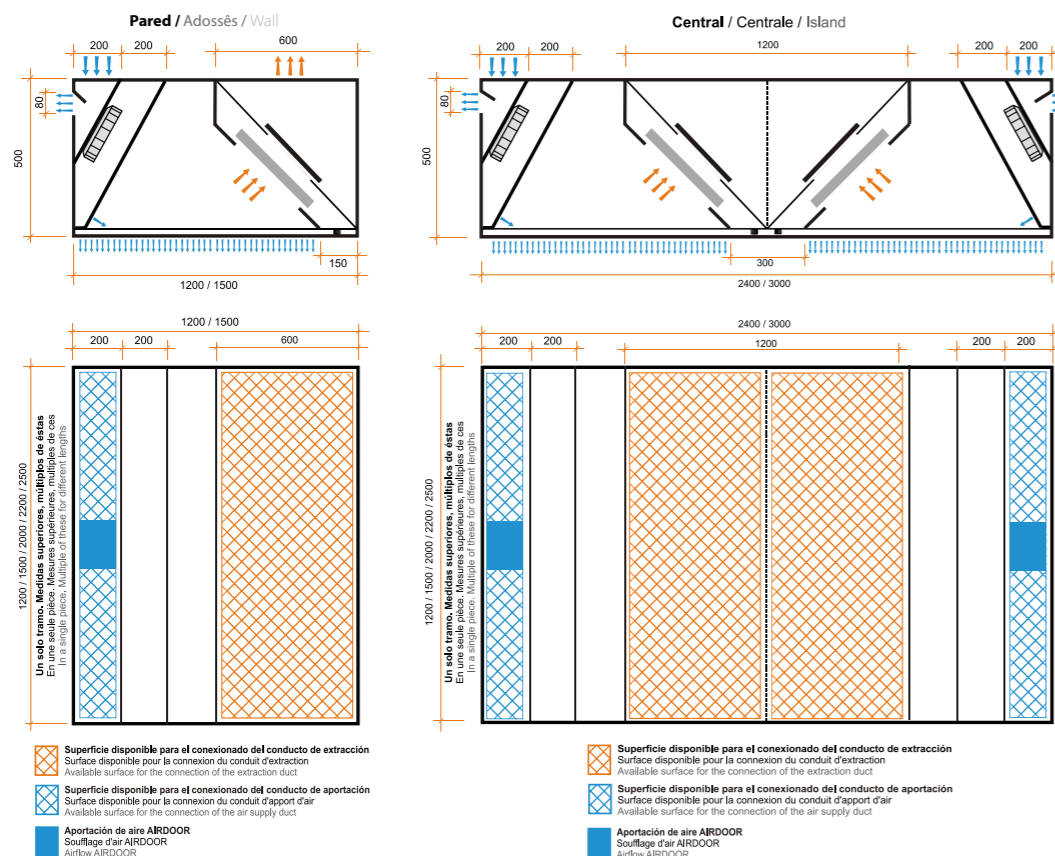 Pared / Adossês / Wall
200
200
600
80
500
150
1200 / 1500
Central / Centrale / Island
200
200
1200
200
200
80
80
500
300
2400 / 3000
1200 / 1500
200
200
600
1200 / 1500 / 2000 / 2200 / 2500
Un solo tramo. Medidas superiores, múltiplos de éstas
En une seule pièce. Mesures supérieures, multiples de ces
In a single piece. Multiple of these for different lengths
2400 / 3000
200
200
1200
200
200
1200 / 1500 / 2000 / 2200 / 2500
Un solo tramo. Medidas superiores, múltiplos de éstas
En une seule pièce. Mesures supérieures, multiples de ces
In a single piece. Multiple of these for different lengths
Superficie disponible para el conexionado del conducto de extracción
Surface disponible pour la connexion du conduit d'extraction
Available surface for the connection of the extraction duct
Superficie disponible para el conexionado del conducto de aportación
Surface disponible pour la connexion du conduit d'apport d'air
Available surface for the connection of the air supply duct
Aportación de aire AIRDOOR
Soufflage d'air AIRDOOR
Airflow AIRDOOR
Superficie disponible para el conexionado del conducto de extracción
Surface disponible pour la connexion du conduit d'extraction
Available surface for the connection of the extraction duct
Superficie disponible para el conexionado del conducto de aportación
Surface disponible pour la connexion du conduit d'apport d'air
Available surface for the connection of the air supply duct
Aportación de aire AIRDOOR
Soufflage d'air AIRDOOR
Airflow AIRDOOR